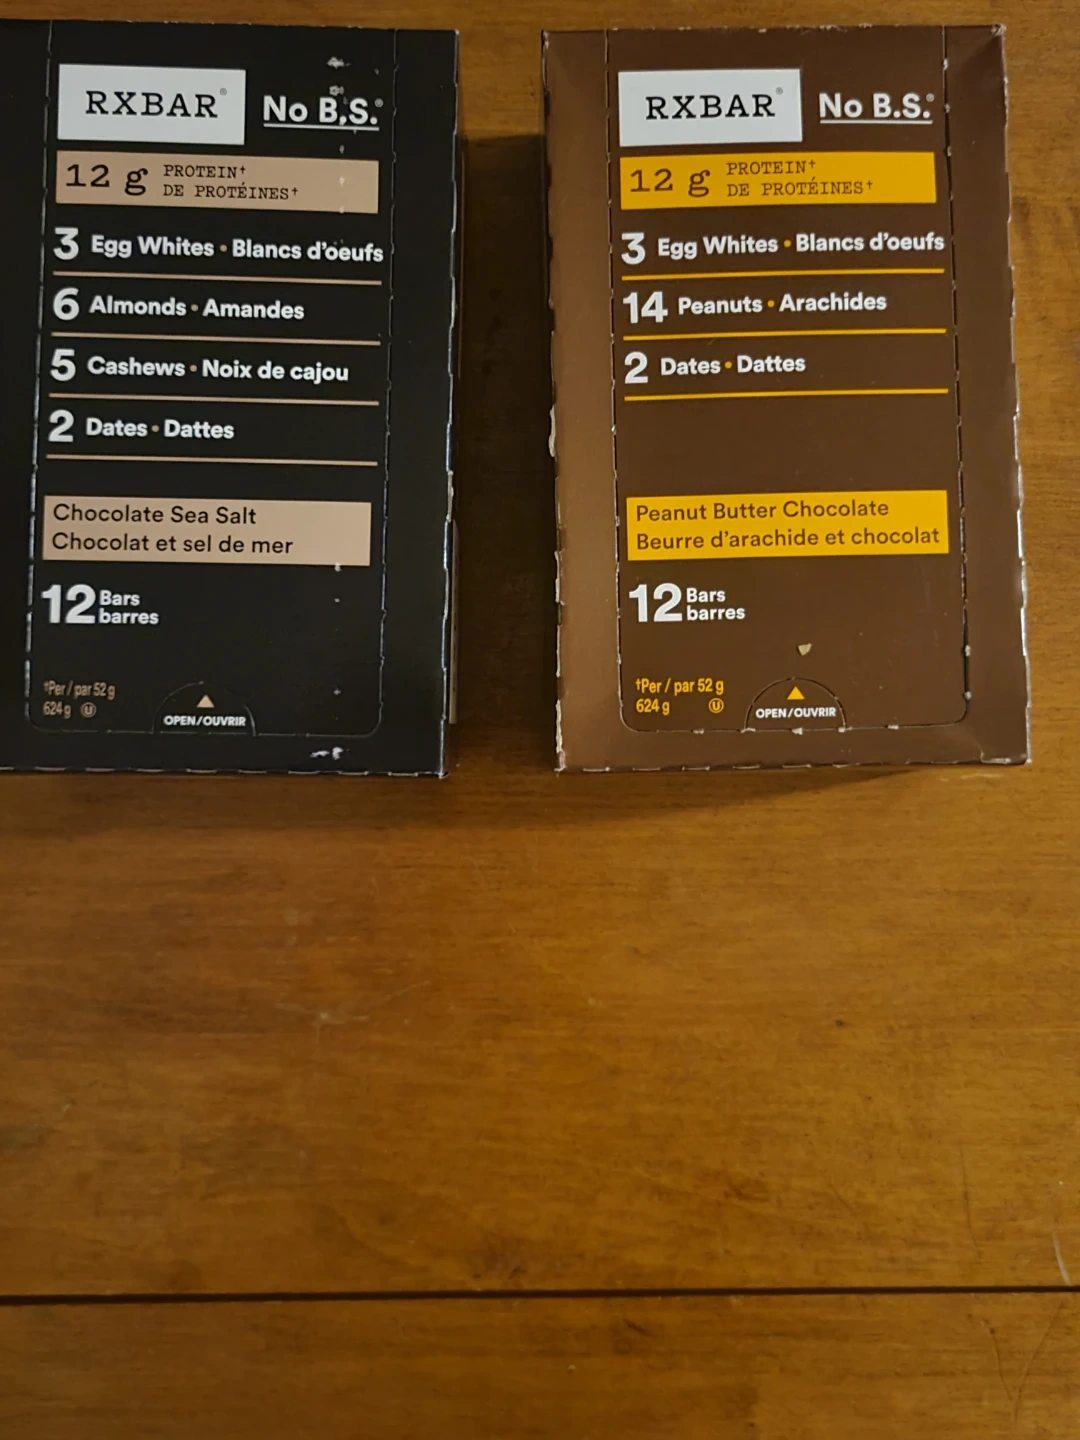 RXBAR®
No B.S.®
12 g
PROTEIN†
DE PROTÉINES†
3 Egg Whites • Blancs d'oeufs
6 Almonds • Amandes
5 Cashews • Noix de cajou
2 Dates • Dattes
Chocolate Sea Salt
Chocolat et sel de mer
12 Bars
barres
†Per / par 52 g
624 g Ⓤ
OPEN/OUVRIR
RXBAR®
No B.S.®
12 g
PROTEIN†
DE PROTÉINES†
3 Egg Whites • Blancs d'oeufs
14 Peanuts • Arachides
2 Dates • Dattes
Peanut Butter Chocolate
Beurre d'arachide et chocolat
12 Bars
barres
†Per / par 52 g
624 g Ⓤ
OPEN/OUVRIR